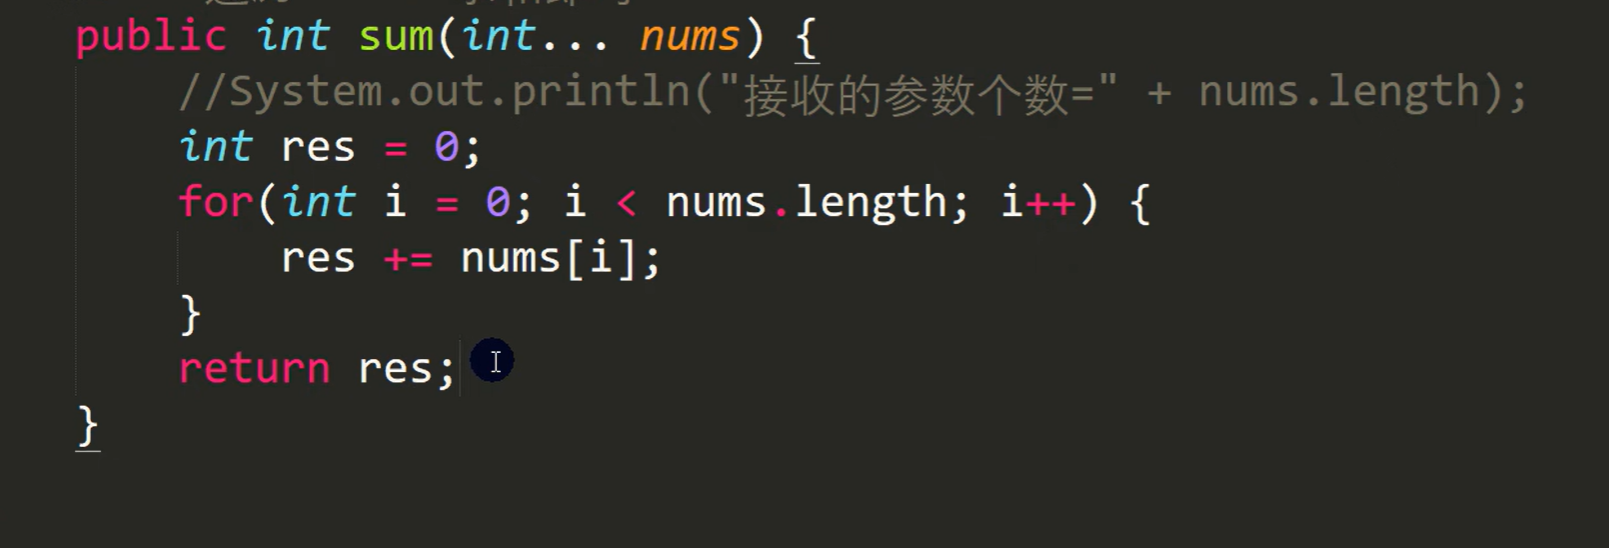 public int sum(int... nums) {
//System.out.println("接收的参数个数=" + nums.length);
int res = 0;
for(int i = 0; i < nums.length; i++) {
res += nums[i];
}
return res;
}